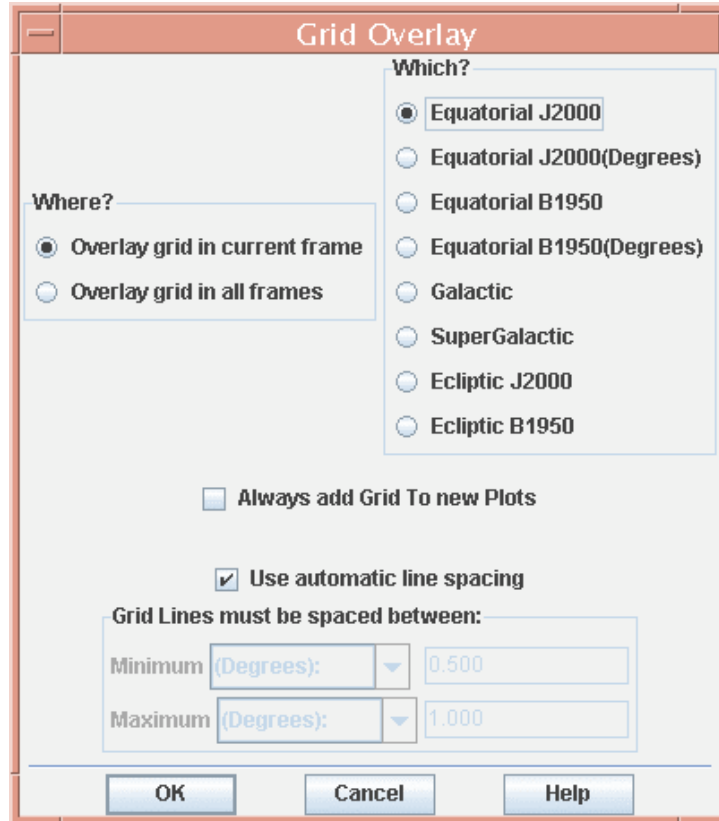 Grid Overlay
Which?
Equatorial J2000
Equatorial J2000(Degrees)
Equatorial B1950
Equatorial B1950(Degrees)
Galactic
SuperGalactic
Ecliptic J2000
Ecliptic B1950
Where?
Overlay grid in current frame
Overlay grid in all frames
Always add Grid To new Plots
Use automatic line spacing
Grid Lines must be spaced between:
Minimum (Degrees): 0.500
Maximum (Degrees): 1.000
OK Cancel Help